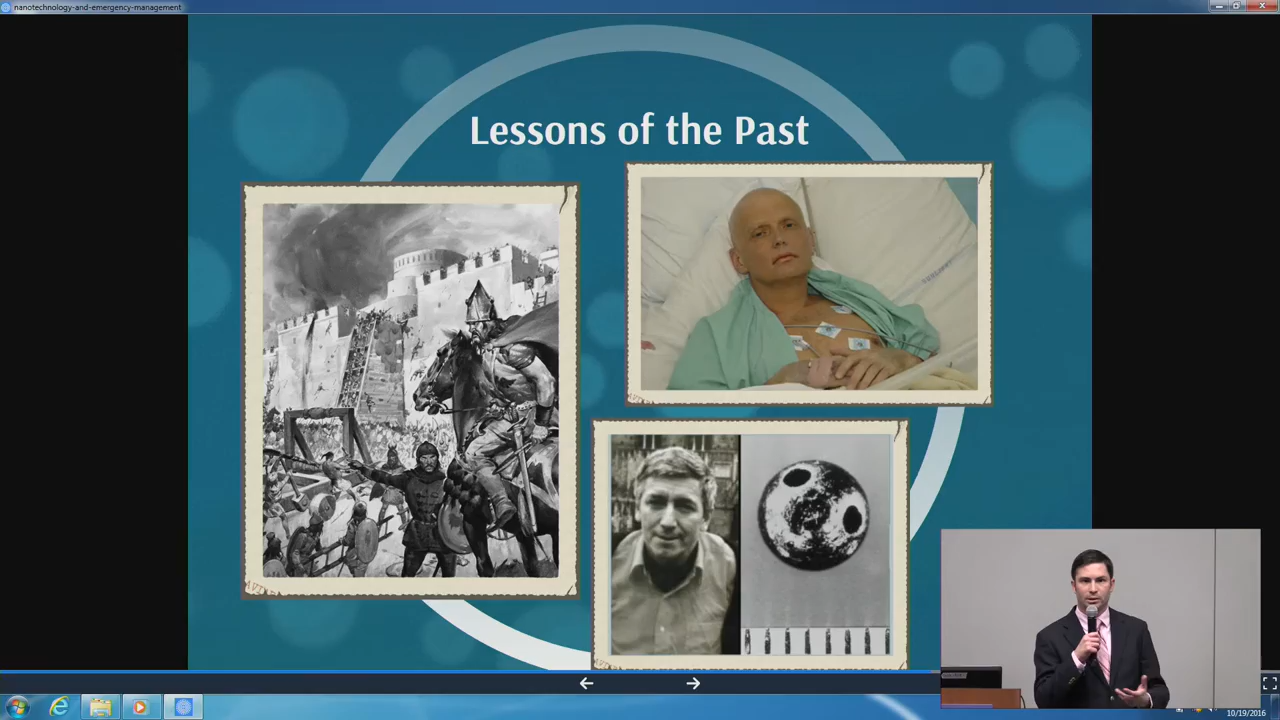 nanotechnology-and-emergency-management
Lessons of the Past
10/19/2016